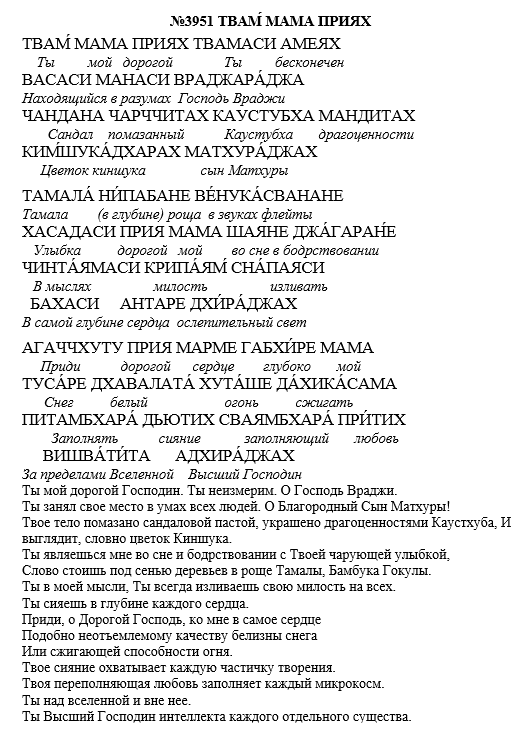 №3951 ТВАМ́ МАМА ПРИЯХ
ТВАМ́ МАМА ПРИЯХ ТВАМАСИ АМЕЯХ
Ты мой дорогой Ты бесконечен
ВАСАСИ МАНАСИ ВРАДЖАРА́ДЖА
Находящийся в разумах Господь Враджи
ЧАНДАНА ЧАРЧЧИТАХ КАУСТУБХА МАНДИТАХ
Сандал помазанный Каустубха драгоценности
КИМ́ШУКА́ДХАРАХ МАТХУРА́ДЖАХ
Цветок киншука сын Матхуры
ТАМАЛА́ НИ́ПАБАНЕ ВЕ́НУКА́СВАНАНЕ
Тамала (в глубине) роща в звуках флейты
ХАСАДАСИ ПРИЯ МАМА ШАЯНЕ ДЖА́ГАРАН́Е
Улыбка дорогой мой во сне в бодрствовании
ЧИНТА́ЯМАСИ КРИПА́ЯМ́ СНА́ПАЯСИ
В мыслях милость изливать
БАХАСИ АНТАРЕ ДХИ́РА́ДЖАХ
В самой глубине сердца ослепительный свет
АГАЧЧХУТУ ПРИЯ МАРМЕ ГАБХИ́РЕ МАМА
Приди дорогой сердце глубоко мой
ТУСА́РЕ ДХАВАЛАТА́ ХУТА́ШЕ ДА́ХИКА́САМА
Снег белый огонь сжигать
ПИТАМБХАРА́ ДЬЮТИХ СВАЯМБХАРА́ ПРИ́ТИХ
Заполнять сияние заполняющий любовь
ВИШВА́ТИ́ТА АДХИРА́ДЖАХ
За пределами Вселенной Высший Господин
Ты мой дорогой Господин. Ты неизмерим. О Господь Враджи.
Ты занял свое место в умах всех людей. О Благородный Сын Матхуры!
Твое тело помазано сандаловой пастой, украшено драгоценностями Каустхуба, И
выглядит, словно цветок Киншука.
Ты являешься мне во сне и бодрствовании с Твоей чарующей улыбкой,
Слово стоишь под сенью деревьев в роще Тамалы, Бамбука Гокулы.
Ты в моей мысли, Ты всегда изливаешь свою милость на всех.
Ты сияешь в глубине каждого сердца.
Приди, о Дорогой Господь, ко мне в самое сердце
Подобно неотъемлемому качеству белизны снега
Или сжигающей способности огня.
Твое сияние охватывает каждую частичку творения.
Твоя переполняющая любовь заполняет каждый микрокосм.
Ты над вселенной и вне нее.
Ты Высший Господин интеллекта каждого отдельного существа.